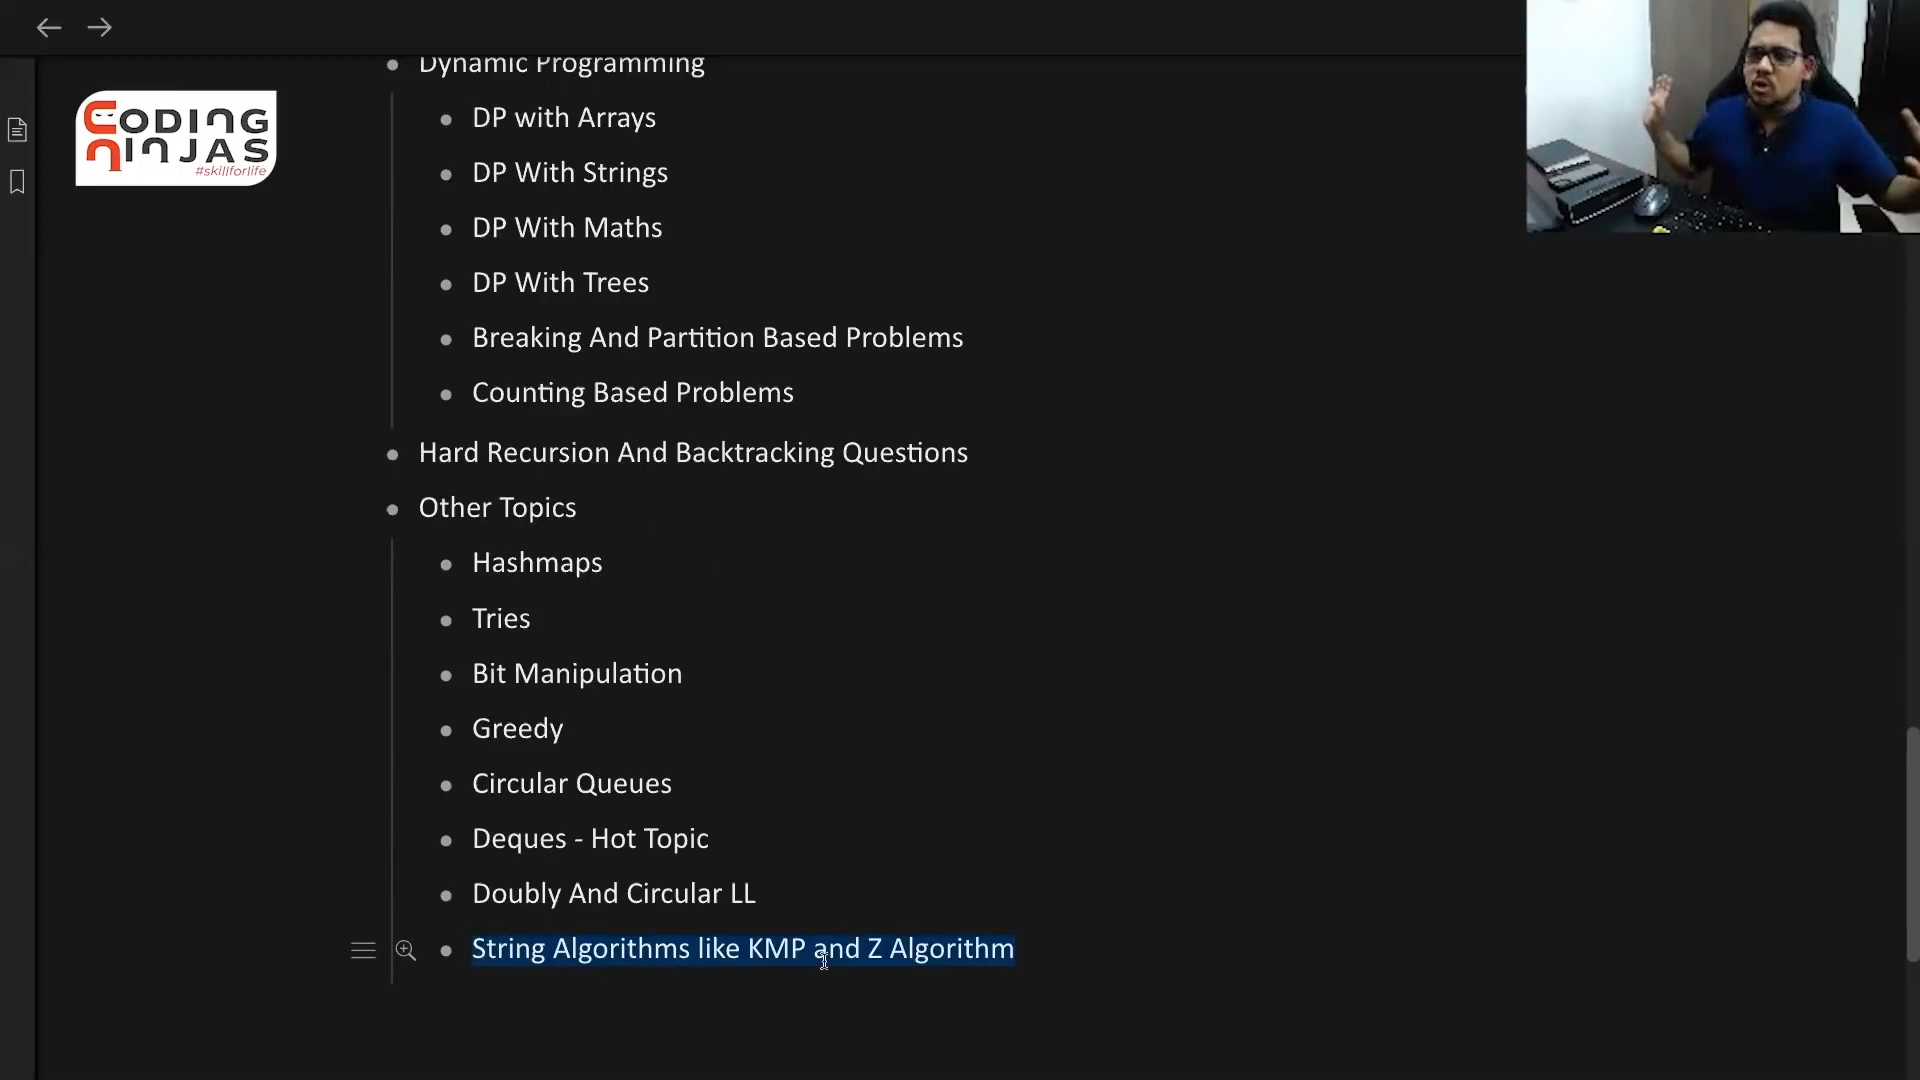 Dynamic Programming
CODING
NINJAS
#skillforlife
DP with Arrays
DP With Strings
DP With Maths
DP With Trees
Breaking And Partition Based Problems
Counting Based Problems
Hard Recursion And Backtracking Questions
Other Topics
Hashmaps
Tries
Bit Manipulation
Greedy
Circular Queues
Deques - Hot Topic
Doubly And Circular LL
String Algorithms like KMP and Z Algorithm